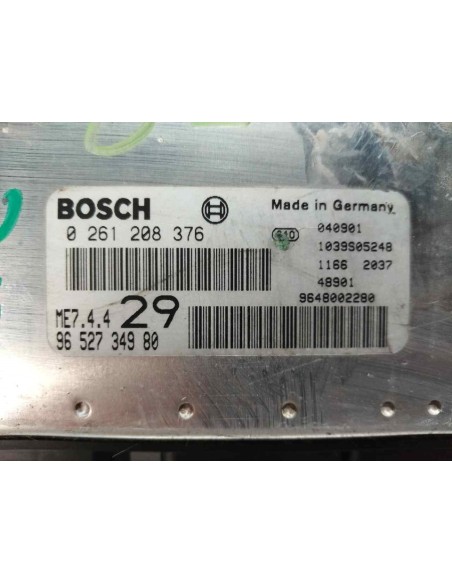 BOSCH
Made in Germany
0 261 208 376
040901
1039S05248
1166 2037
48901
9648002280
ME7.4.4 29
96 527 349 80